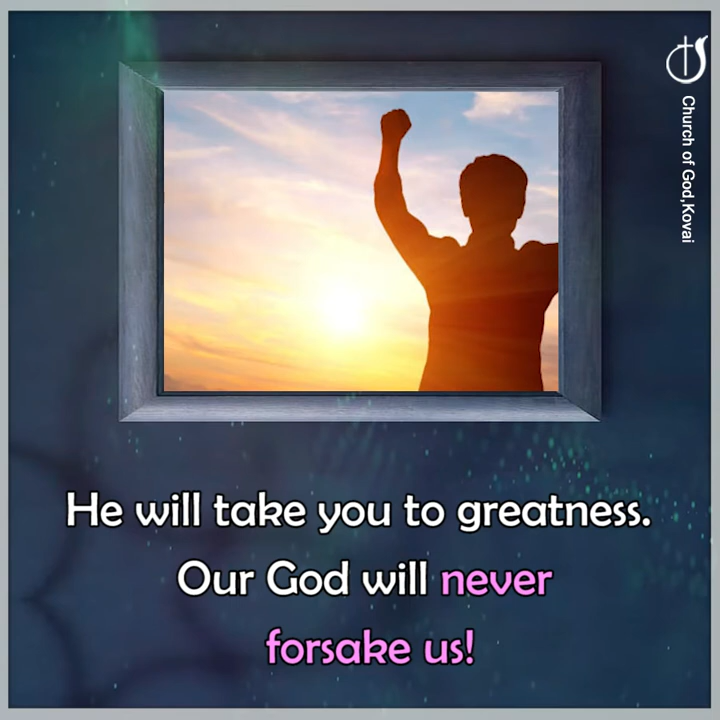 Church of God,Kovai
He will take you to greatness.
Our God will never
forsake us!